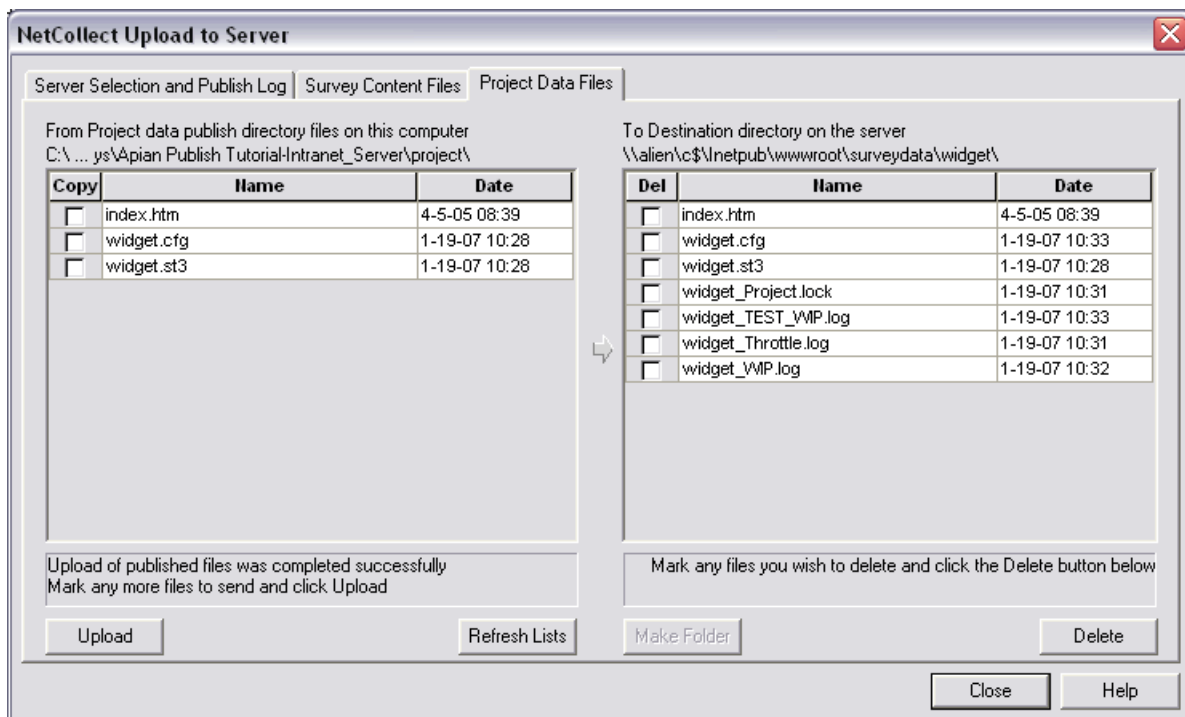 NetCollect Upload to Server
Server Selection and Publish Log
Survey Content Files
Project Data Files
From Project data publish directory files on this computer
C:\ ... ys\Apian Publish Tutorial-Intranet_Server\project\
Copy Name Date
index.htm 4-5-05 08:39
widget.cfg 1-19-07 10:28
widget.st3 1-19-07 10:28
Upload of published files was completed successfully
Mark any more files to send and click Upload
Upload
Refresh Lists
To Destination directory on the server
\\alien\c$\Inetpub\wwwroot\surveydata\widget\
Del Name Date
index.htm 4-5-05 08:39
widget.cfg 1-19-07 10:33
widget.st3 1-19-07 10:28
widget_Project.lock 1-19-07 10:31
widget_TEST_WIP.log 1-19-07 10:33
widget_Throttle.log 1-19-07 10:31
widget_WIP.log 1-19-07 10:32
Mark any files you wish to delete and click the Delete button below
Make Folder
Delete
Close
Help